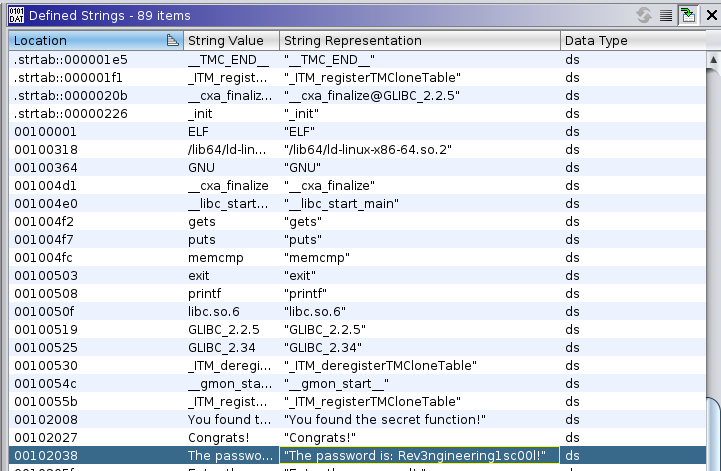 Defined Strings - 89 items
Location String Value String Representation Data Type
.strtab::000001e5 __TMC_END__ "__TMC_END__" ds
.strtab::000001f1 _ITM_regist... "_ITM_registerTMCloneTable" ds
.strtab::0000020b __cxa_finaliz... "__cxa_finalize@GLIBC_2.2.5" ds
.strtab::00000226 _init "_init" ds
00100001 ELF "ELF" ds
00100318 /lib64/ld-lin... "/lib64/ld-linux-x86-64.so.2" ds
00100364 GNU "GNU" ds
001004d1 __cxa_finalize "__cxa_finalize" ds
001004e0 __libc_start... "__libc_start_main" ds
001004f2 gets "gets" ds
001004f7 puts "puts" ds
001004fc memcmp "memcmp" ds
00100503 exit "exit" ds
00100508 printf "printf" ds
0010050f libc.so.6 "libc.so.6" ds
00100519 GLIBC_2.2.5 "GLIBC_2.2.5" ds
00100525 GLIBC_2.34 "GLIBC_2.34" ds
00100530 _ITM_deregi... "_ITM_deregisterTMCloneTable" ds
0010054c __gmon_sta... "__gmon_start__" ds
0010055b _ITM_regist... "_ITM_registerTMCloneTable" ds
00102008 You found t... "You found the secret function!" ds
00102027 Congrats! "Congrats!" ds
00102038 The passwo... "The password is: Rev3ngineering1sc00l!" ds